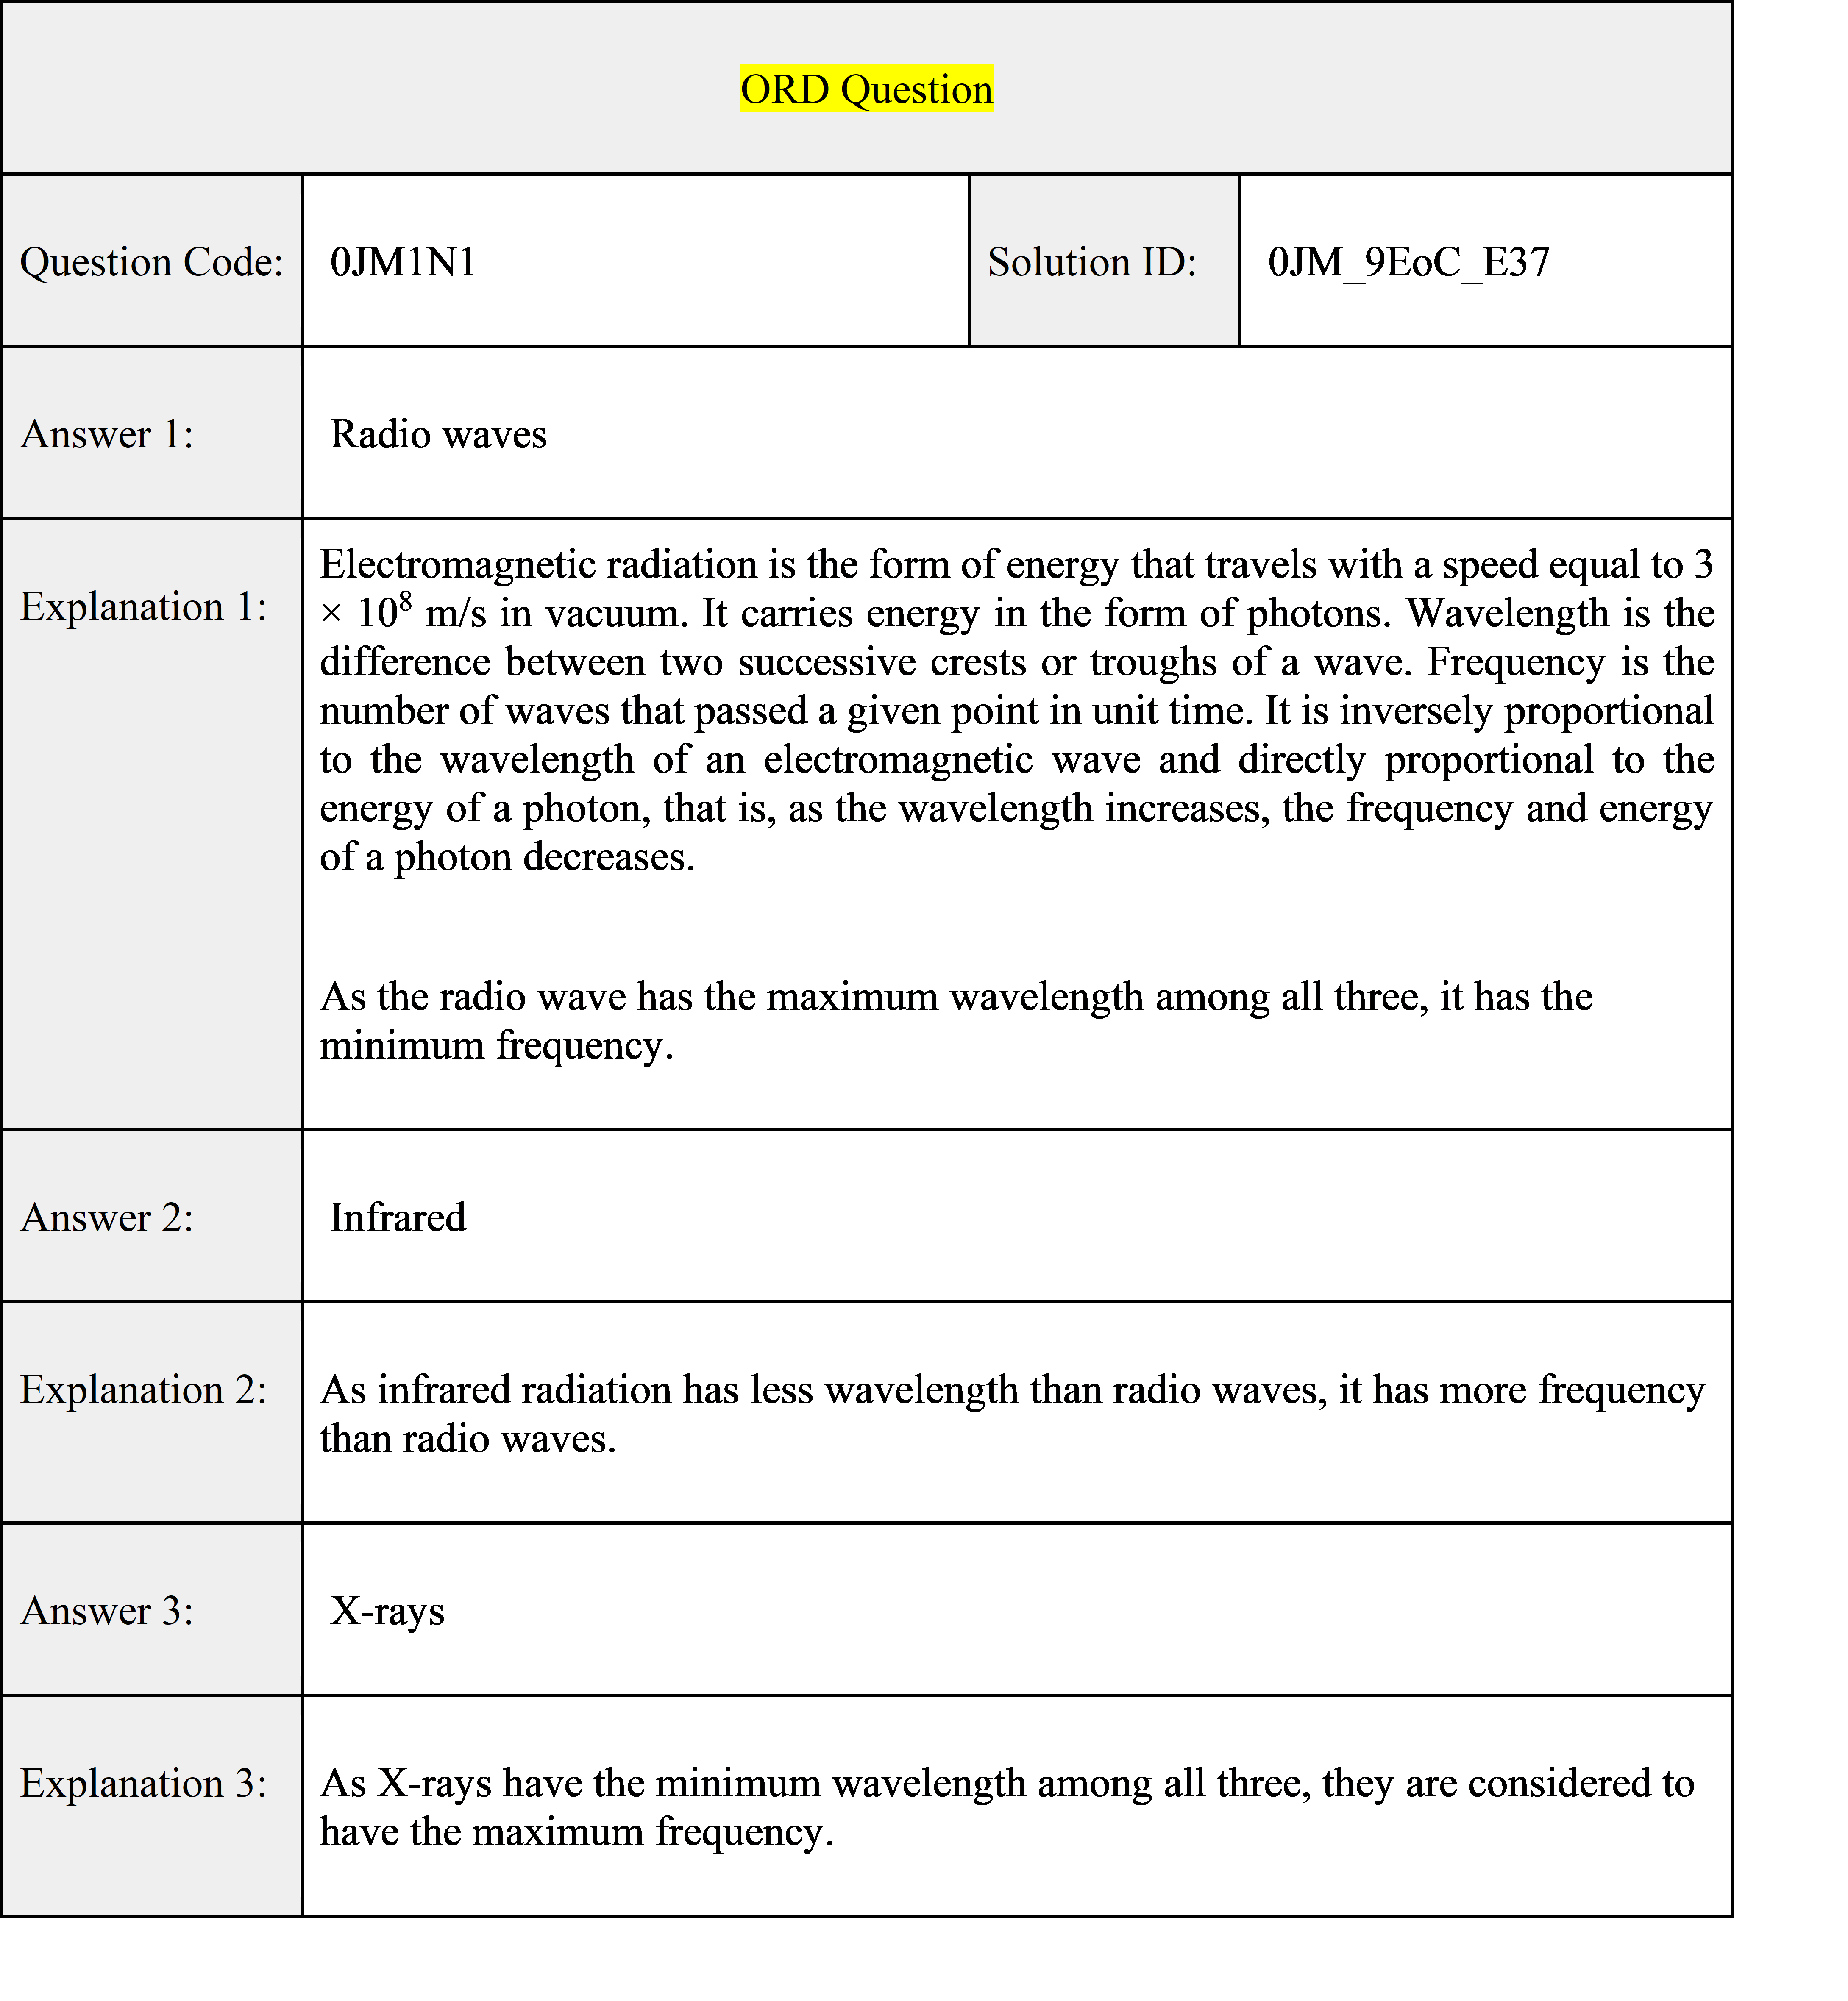 ORD Question
Question Code:
0JM1N1
Solution ID:
0JM_9EoC_E37
Answer 1:
Radio waves
Explanation 1:
Electromagnetic radiation is the form of energy that travels with a speed equal to 3
× 10⁸ m/s in vacuum. It carries energy in the form of photons. Wavelength is the
difference between two successive crests or troughs of a wave. Frequency is the
number of waves that passed a given point in unit time. It is inversely proportional
to the wavelength of an electromagnetic wave and directly proportional to the
energy of a photon, that is, as the wavelength increases, the frequency and energy
of a photon decreases.
As the radio wave has the maximum wavelength among all three, it has the
minimum frequency.
Answer 2:
Infrared
Explanation 2:
As infrared radiation has less wavelength than radio waves, it has more frequency
than radio waves.
Answer 3:
X-rays
Explanation 3:
As X-rays have the minimum wavelength among all three, they are considered to
have the maximum frequency.